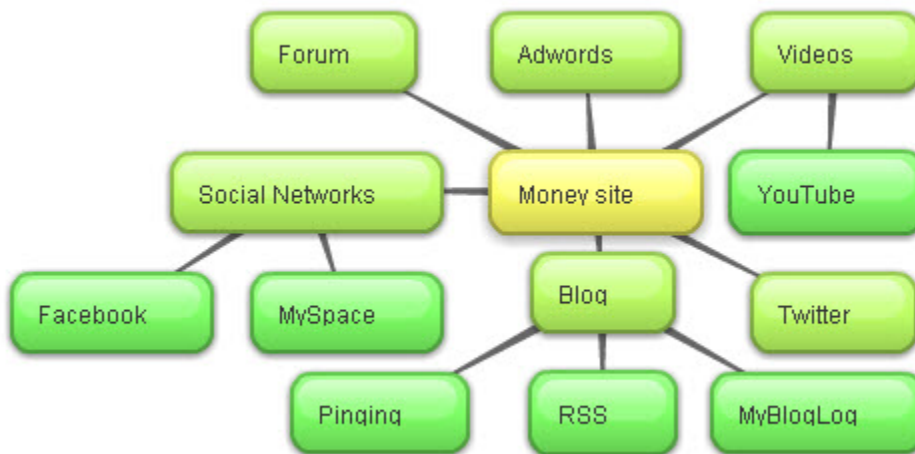 Forum
Adwords
Videos
Social Networks
Money site
YouTube
Facebook
MySpace
Blog
Twitter
Pinging
RSS
MyBlogLog